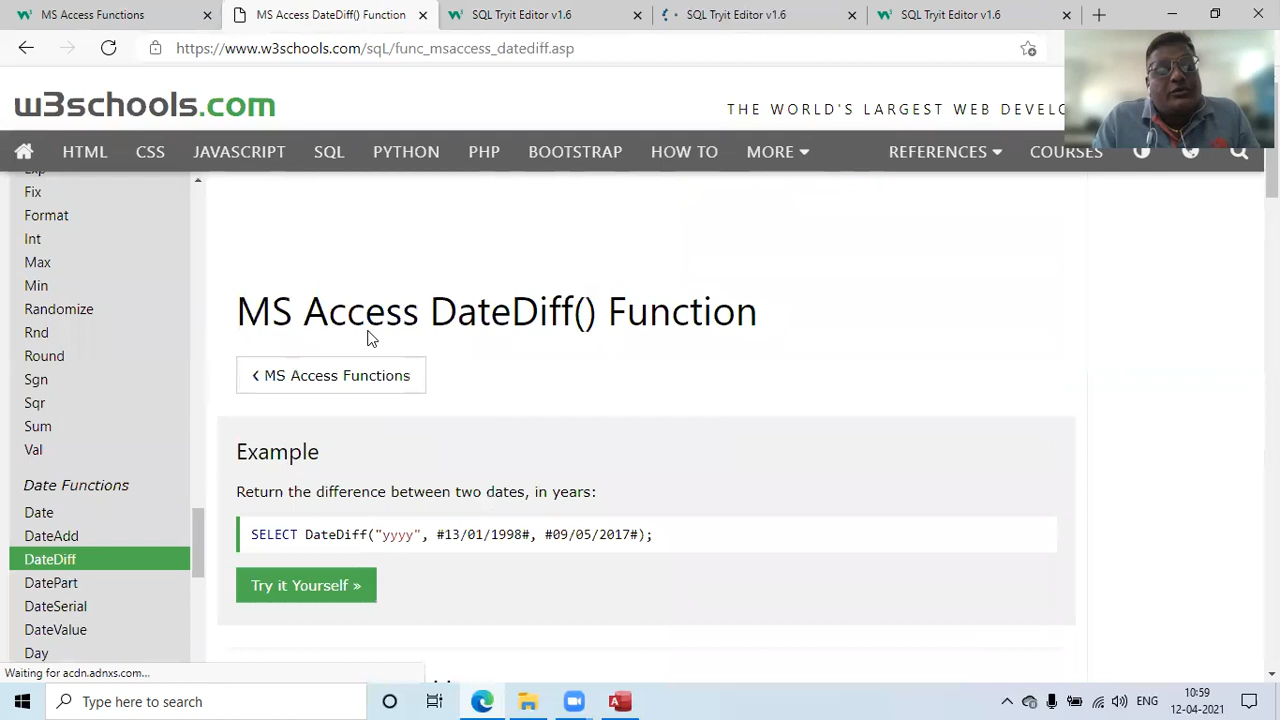 MS Access Functions
MS Access DateDiff() Function
SQL Tryit Editor v1.6
SQL Tryit Editor v1.6
SQL Tryit Editor v1.6
https://www.w3schools.com/sqL/func_msaccess_datediff.asp
w3schools.com
THE WORLD'S LARGEST WEB DEVELO
HTML CSS JAVASCRIPT SQL PYTHON PHP BOOTSTRAP HOW TO MORE REFERENCES COURSES
Exp
Fix
Format
Int
Max
Min
Randomize
Rnd
Round
Sgn
Sqr
Sum
Val
Date Functions
Date
DateAdd
DateDiff
DatePart
DateSerial
DateValue
Day
MS Access DateDiff() Function
❮ MS Access Functions
Example
Return the difference between two dates, in years:
SELECT DateDiff("yyyy", #13/01/1998#, #09/05/2017#);
Try it Yourself »
Waiting for acdn.adnxs.com...
Type here to search
ENG
10:59
12-04-2021